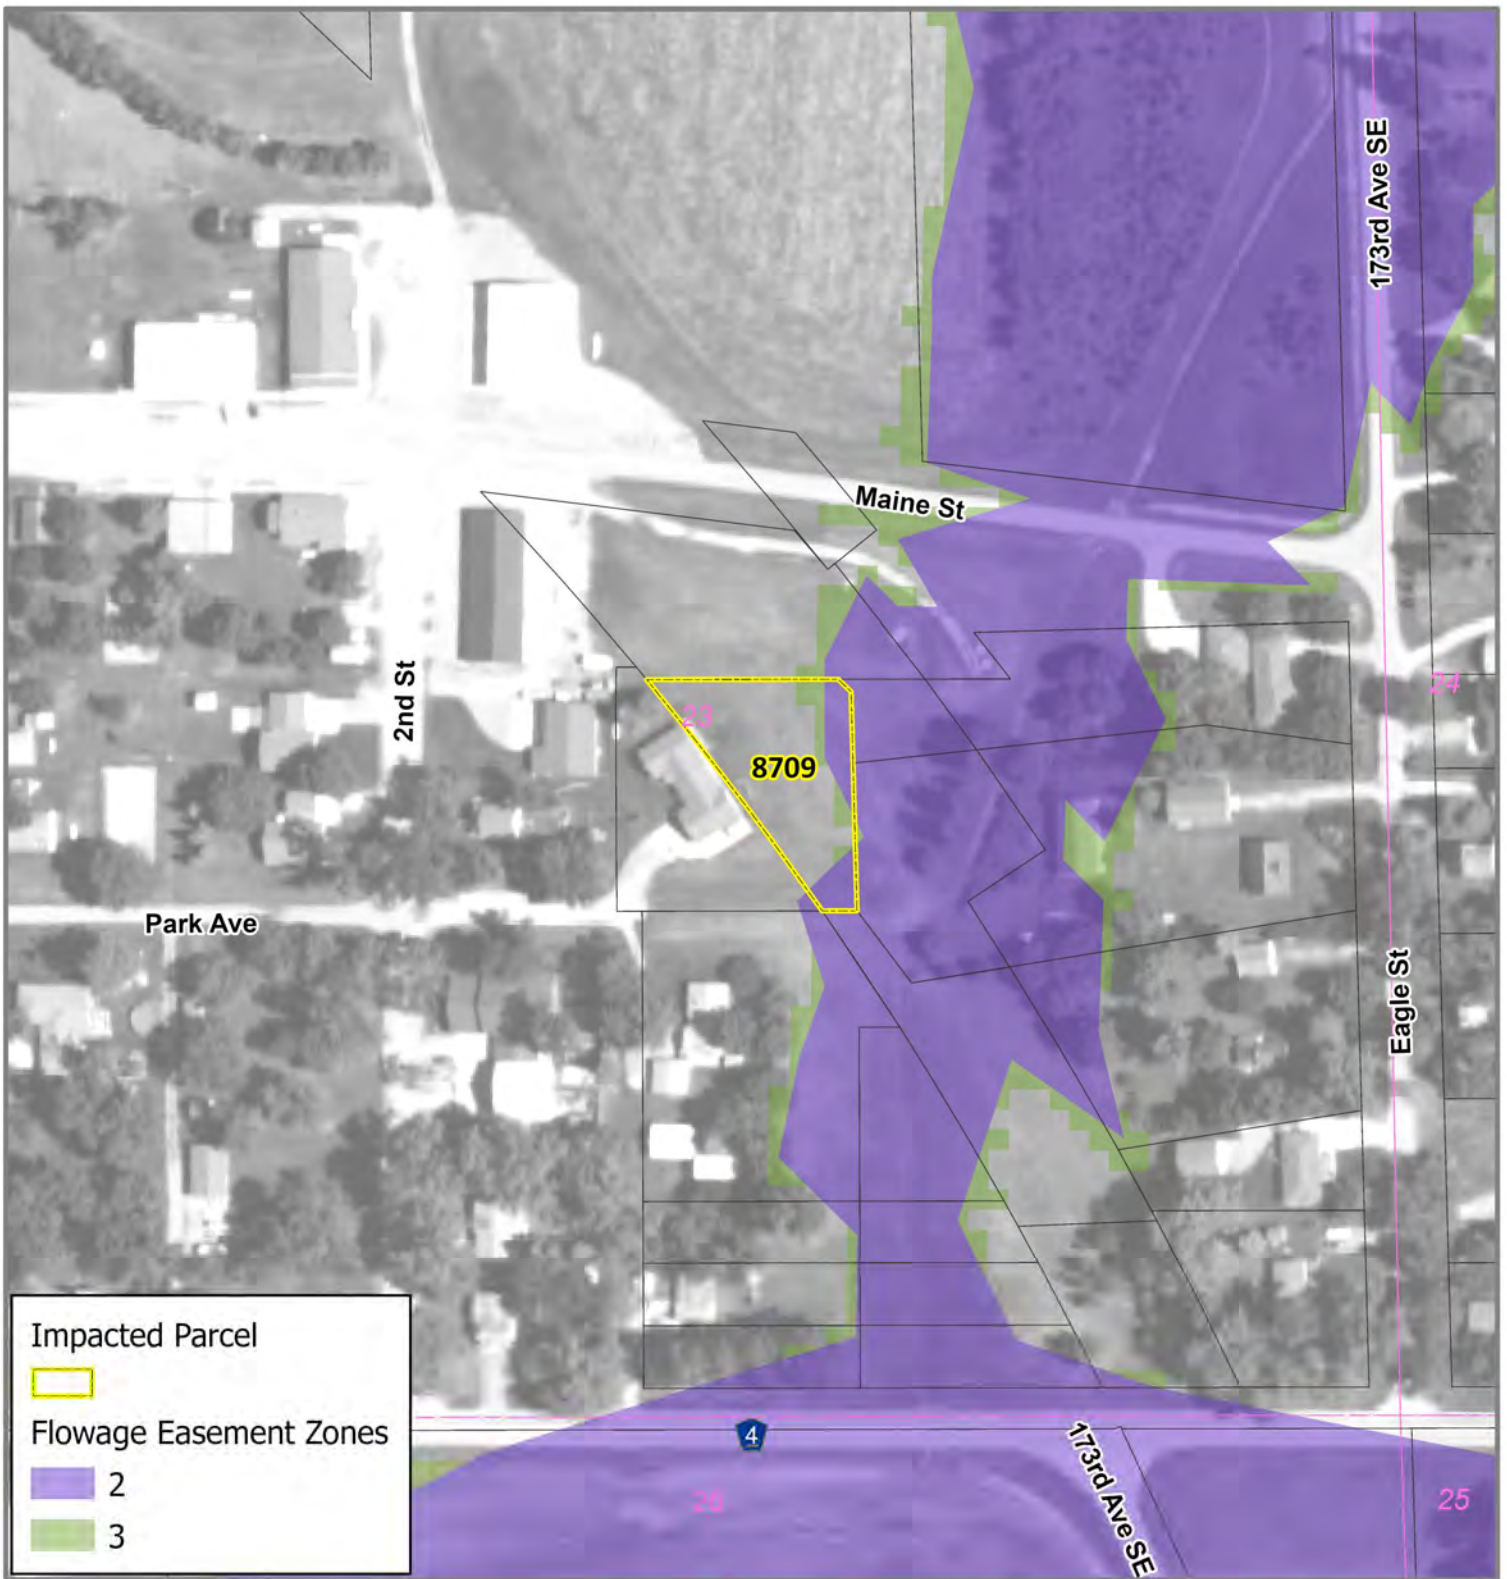 173rd Ave SE
Maine St
2nd St
23
24
8709
Park Ave
Eagle St
Impacted Parcel
Flowage Easement Zones
2
3
4
173rd Ave SE
26
25